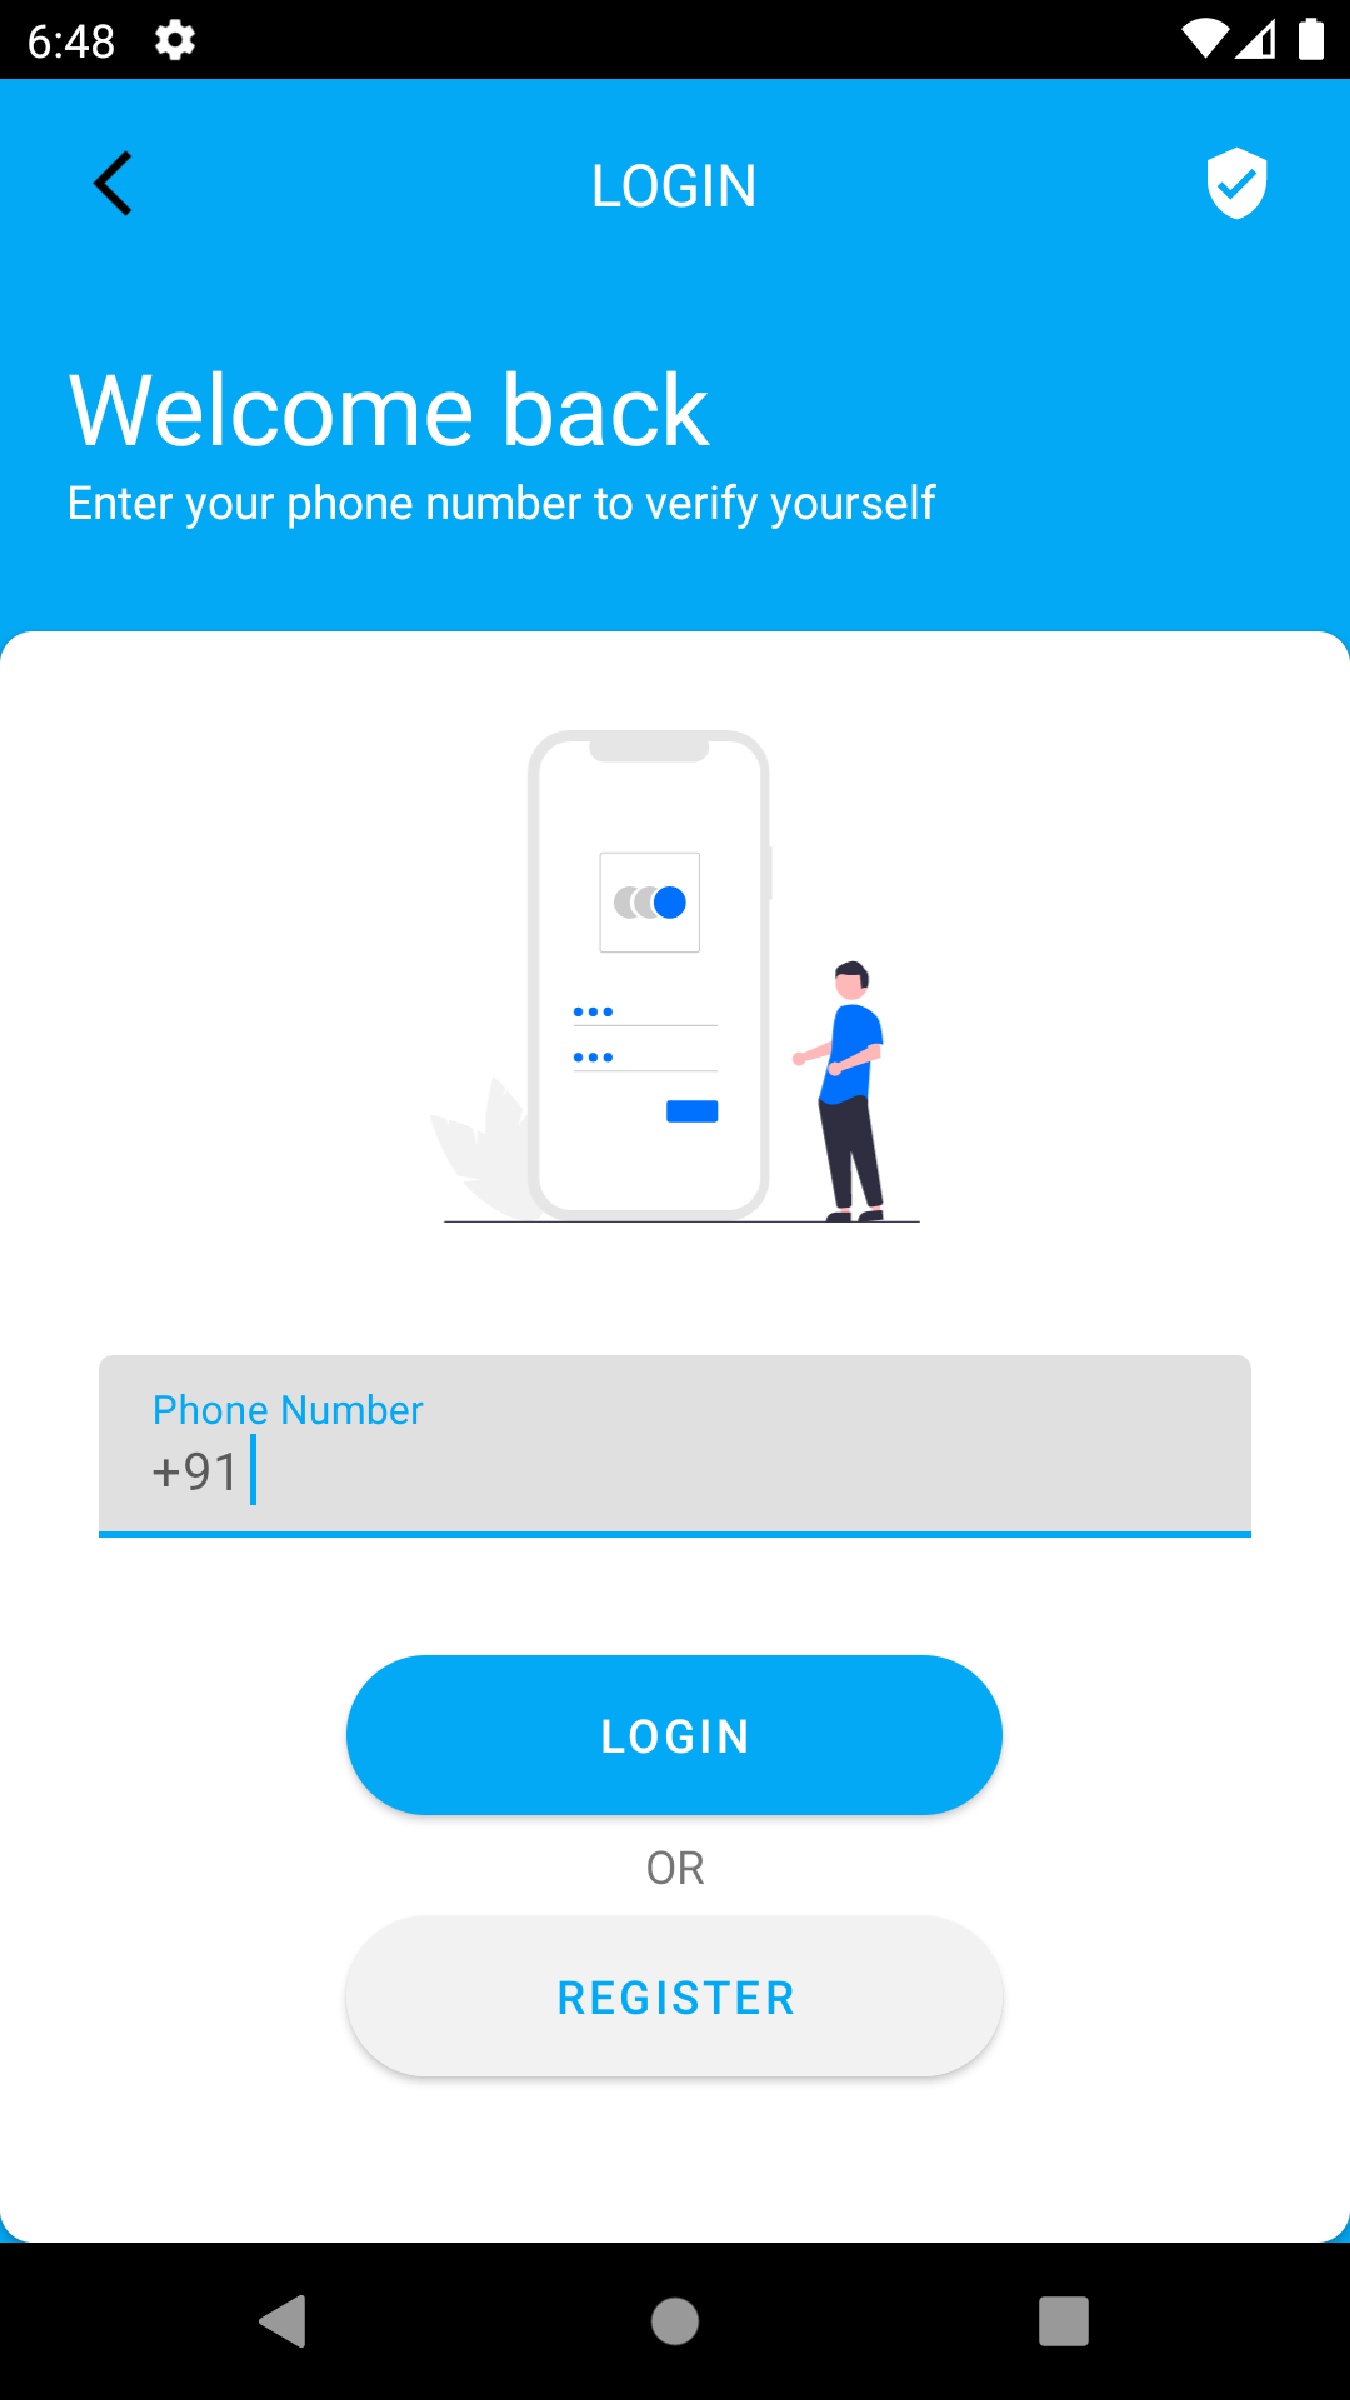 6:48
LOGIN
Welcome back
Enter your phone number to verify yourself
Phone Number
+91
LOGIN
OR
REGISTER